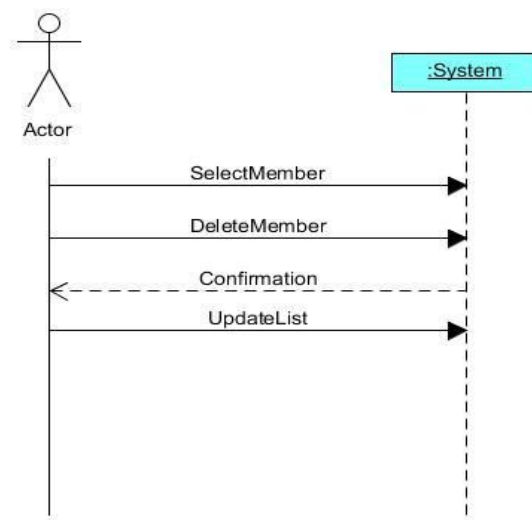 :System
Actor
SelectMember
DeleteMember
Confirmation
UpdateList